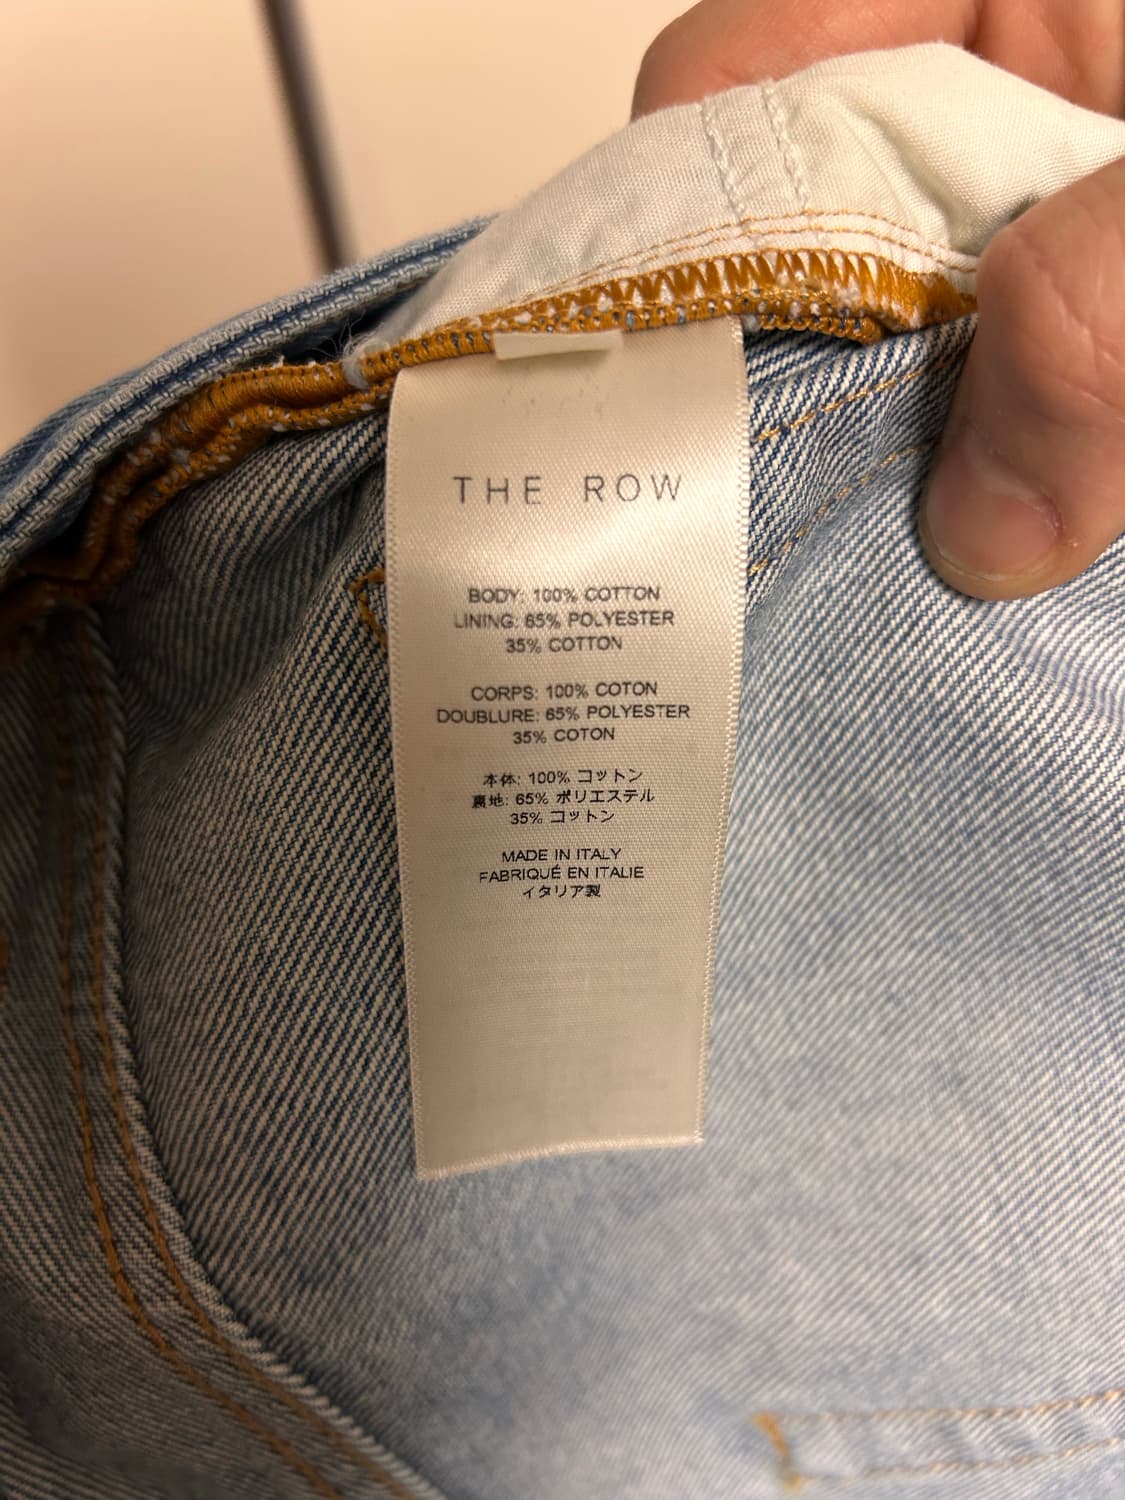 THE ROW
BODY: 100% COTTON
LINING: 65% POLYESTER
35% COTTON
CORPS: 100% COTON
DOUBLURE: 65% POLYESTER
35% COTON
本体: 100% コットン
裏地: 65% ポリエステル
35% コットン
MADE IN ITALY
FABRIQUÉ EN ITALIE
イタリア製